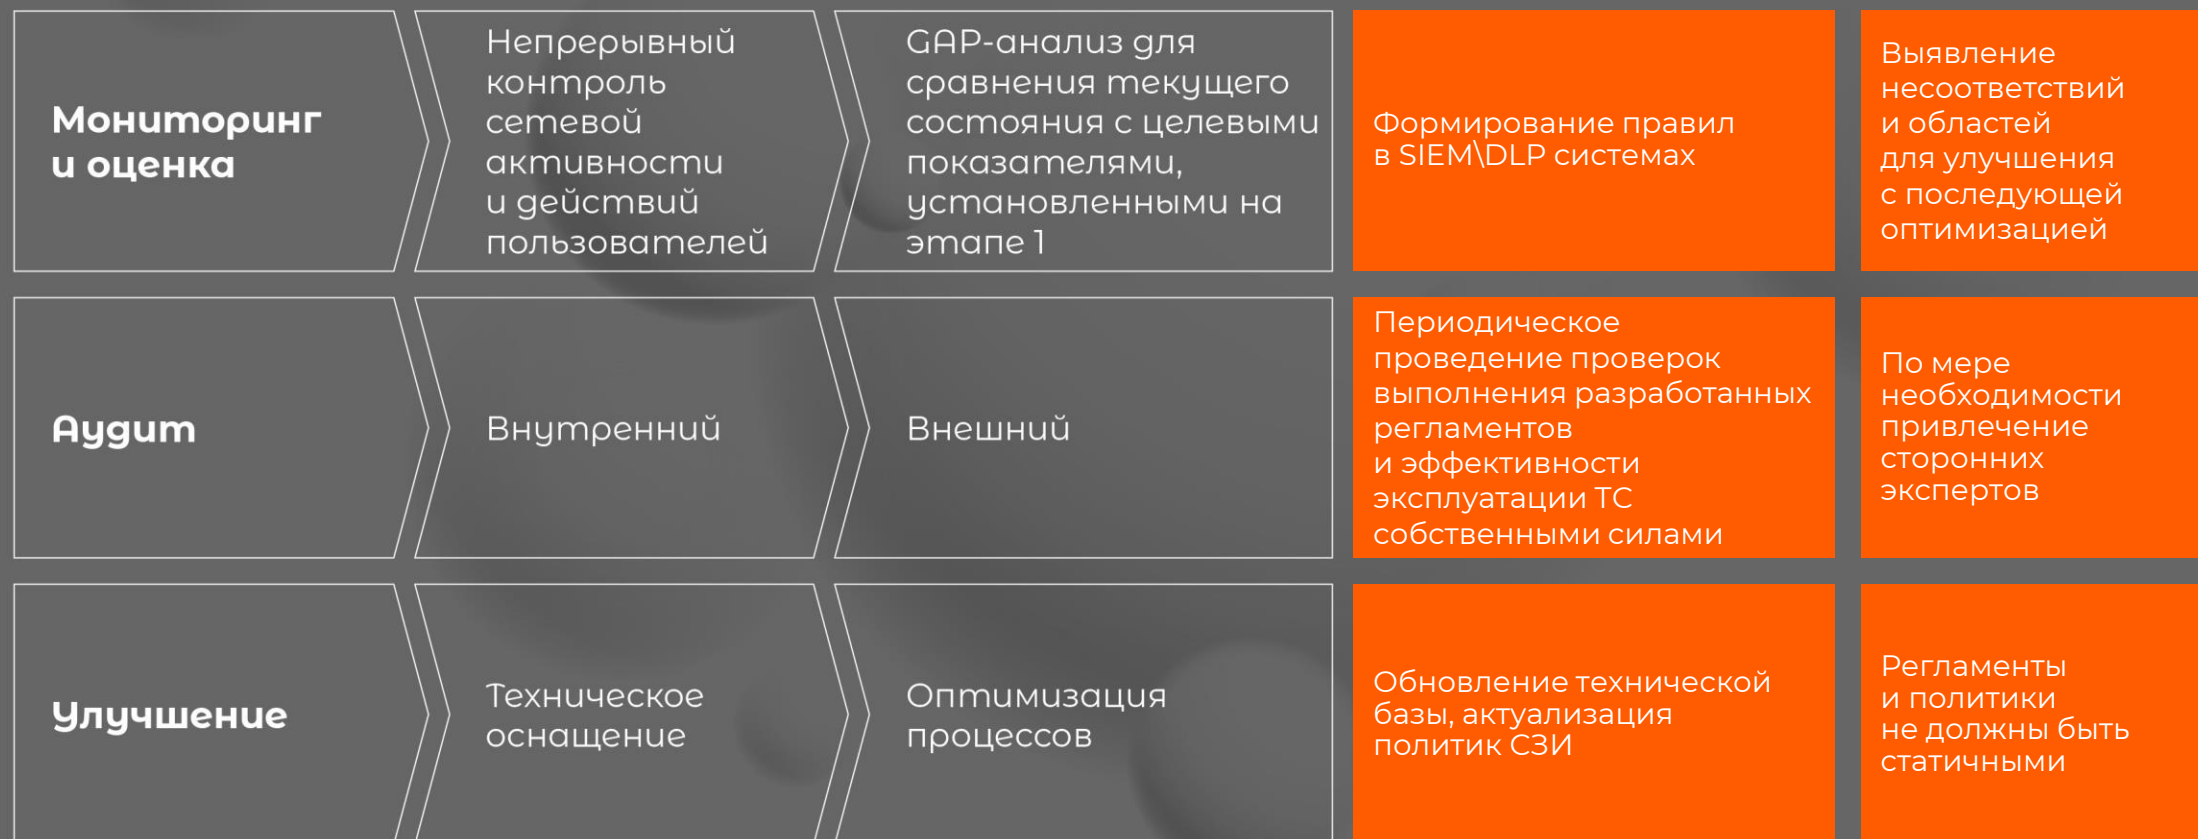 Мониторинг
и оценка
Непрерывный
контроль
сетевой
активности
и действий
пользователей
GAP-анализ для
сравнения текущего
состояния с целевыми
показателями,
установленными на
этапе 1
Формирование правил
в SIEM\DLP системах
Выявление
несоответствий
и областей
для улучшения
с последующей
оптимизацией
Аудит
Внутренний
Внешний
Периодическое
проведение проверок
выполнения разработанных
регламентов
и эффективности
эксплуатации ТС
собственными силами
По мере
необходимости
привлечение
сторонних
экспертов
Улучшение
Техническое
оснащение
Оптимизация
процессов
Обновление технической
базы, актуализация
политик СЗИ
Регламенты
и политики
не должны быть
статичными